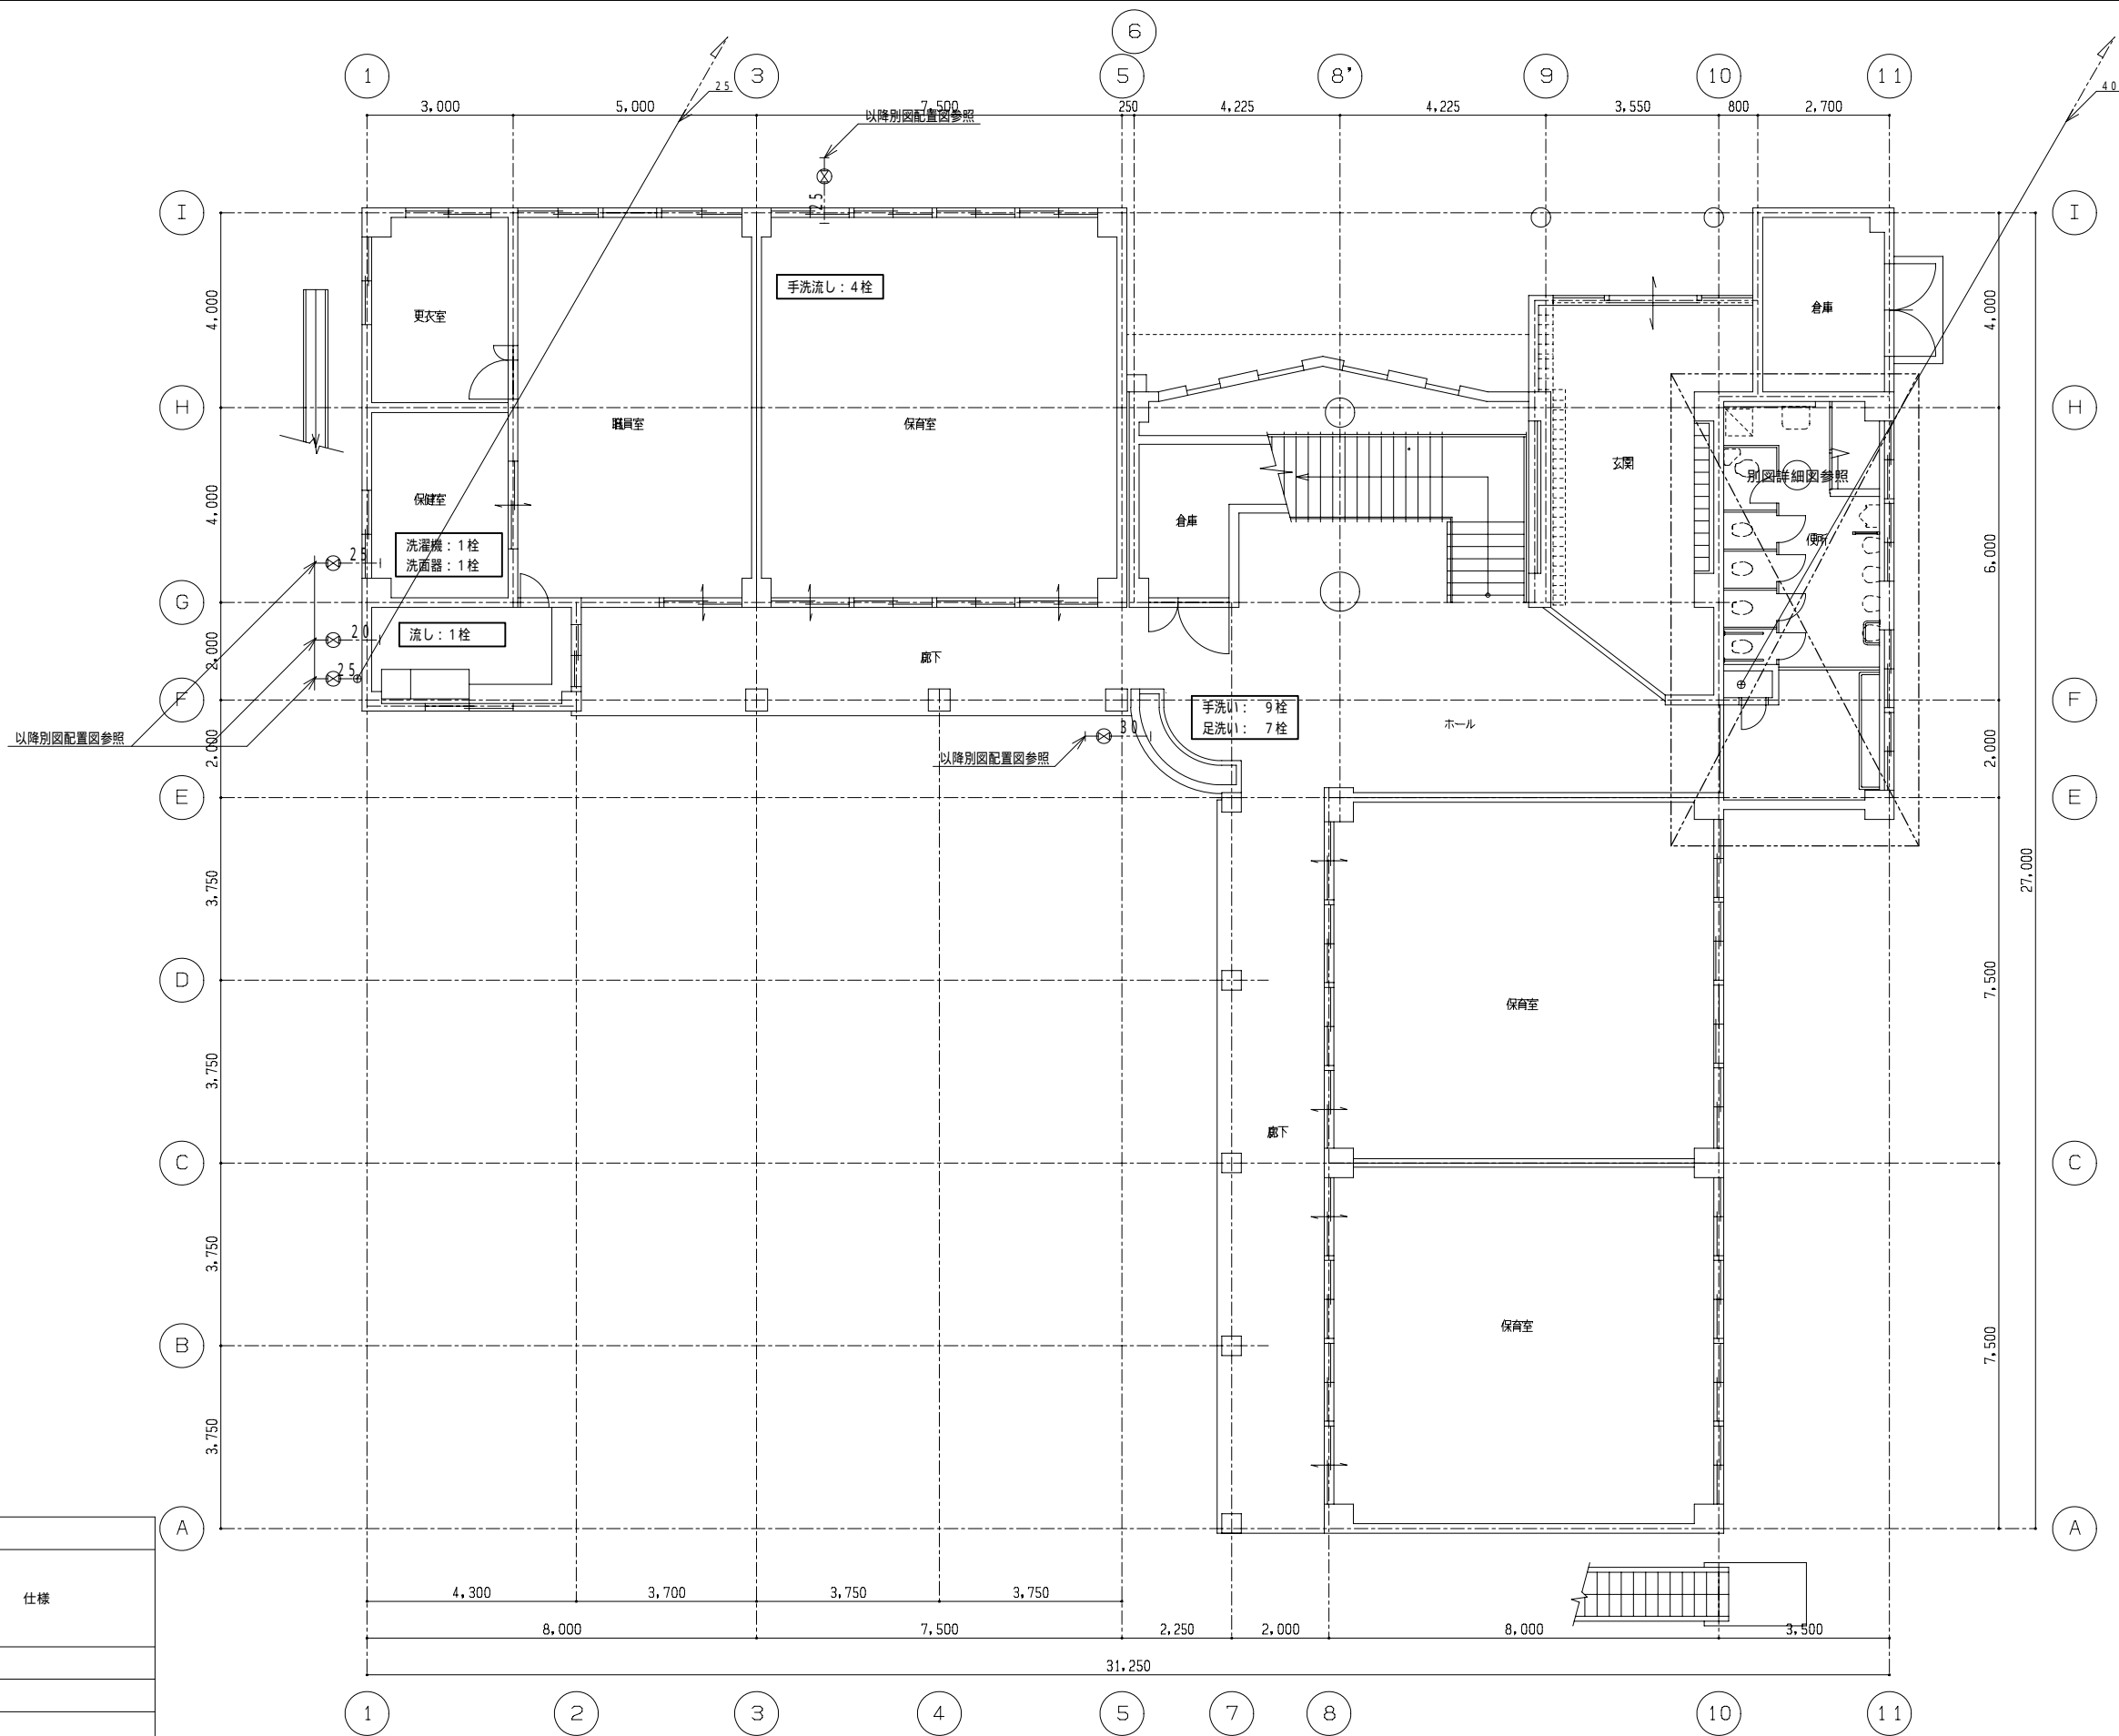 6
1
3
5
8'
9
10
11
3,000
5,000
7,500
250
4,225
4,225
3,550
800
2,700
25
40
以降別図配置図参照
25
I
I
4,000
4,000
手洗流し：4栓
更衣室
倉庫
H
H
職員室
保育室
玄関
別図詳細図参照
4,000
保健室
倉庫
便所
6,000
洗濯機：1栓
洗面器：1栓
25
G
流し：1栓
20
2,000
廊下
25
F
F
手洗い： 9栓
足洗い： 7栓
ホール
以降別図配置図参照
30
以降別図配置図参照
2,000
2,000
E
E
3,750
27,000
D
保育室
7,500
3,750
廊下
C
C
3,750
保育室
B
7,500
3,750
A
A
仕様
4,300
3,700
3,750
3,750
8,000
7,500
2,250
2,000
8,000
3,500
31,250
1
2
3
4
5
7
8
10
11